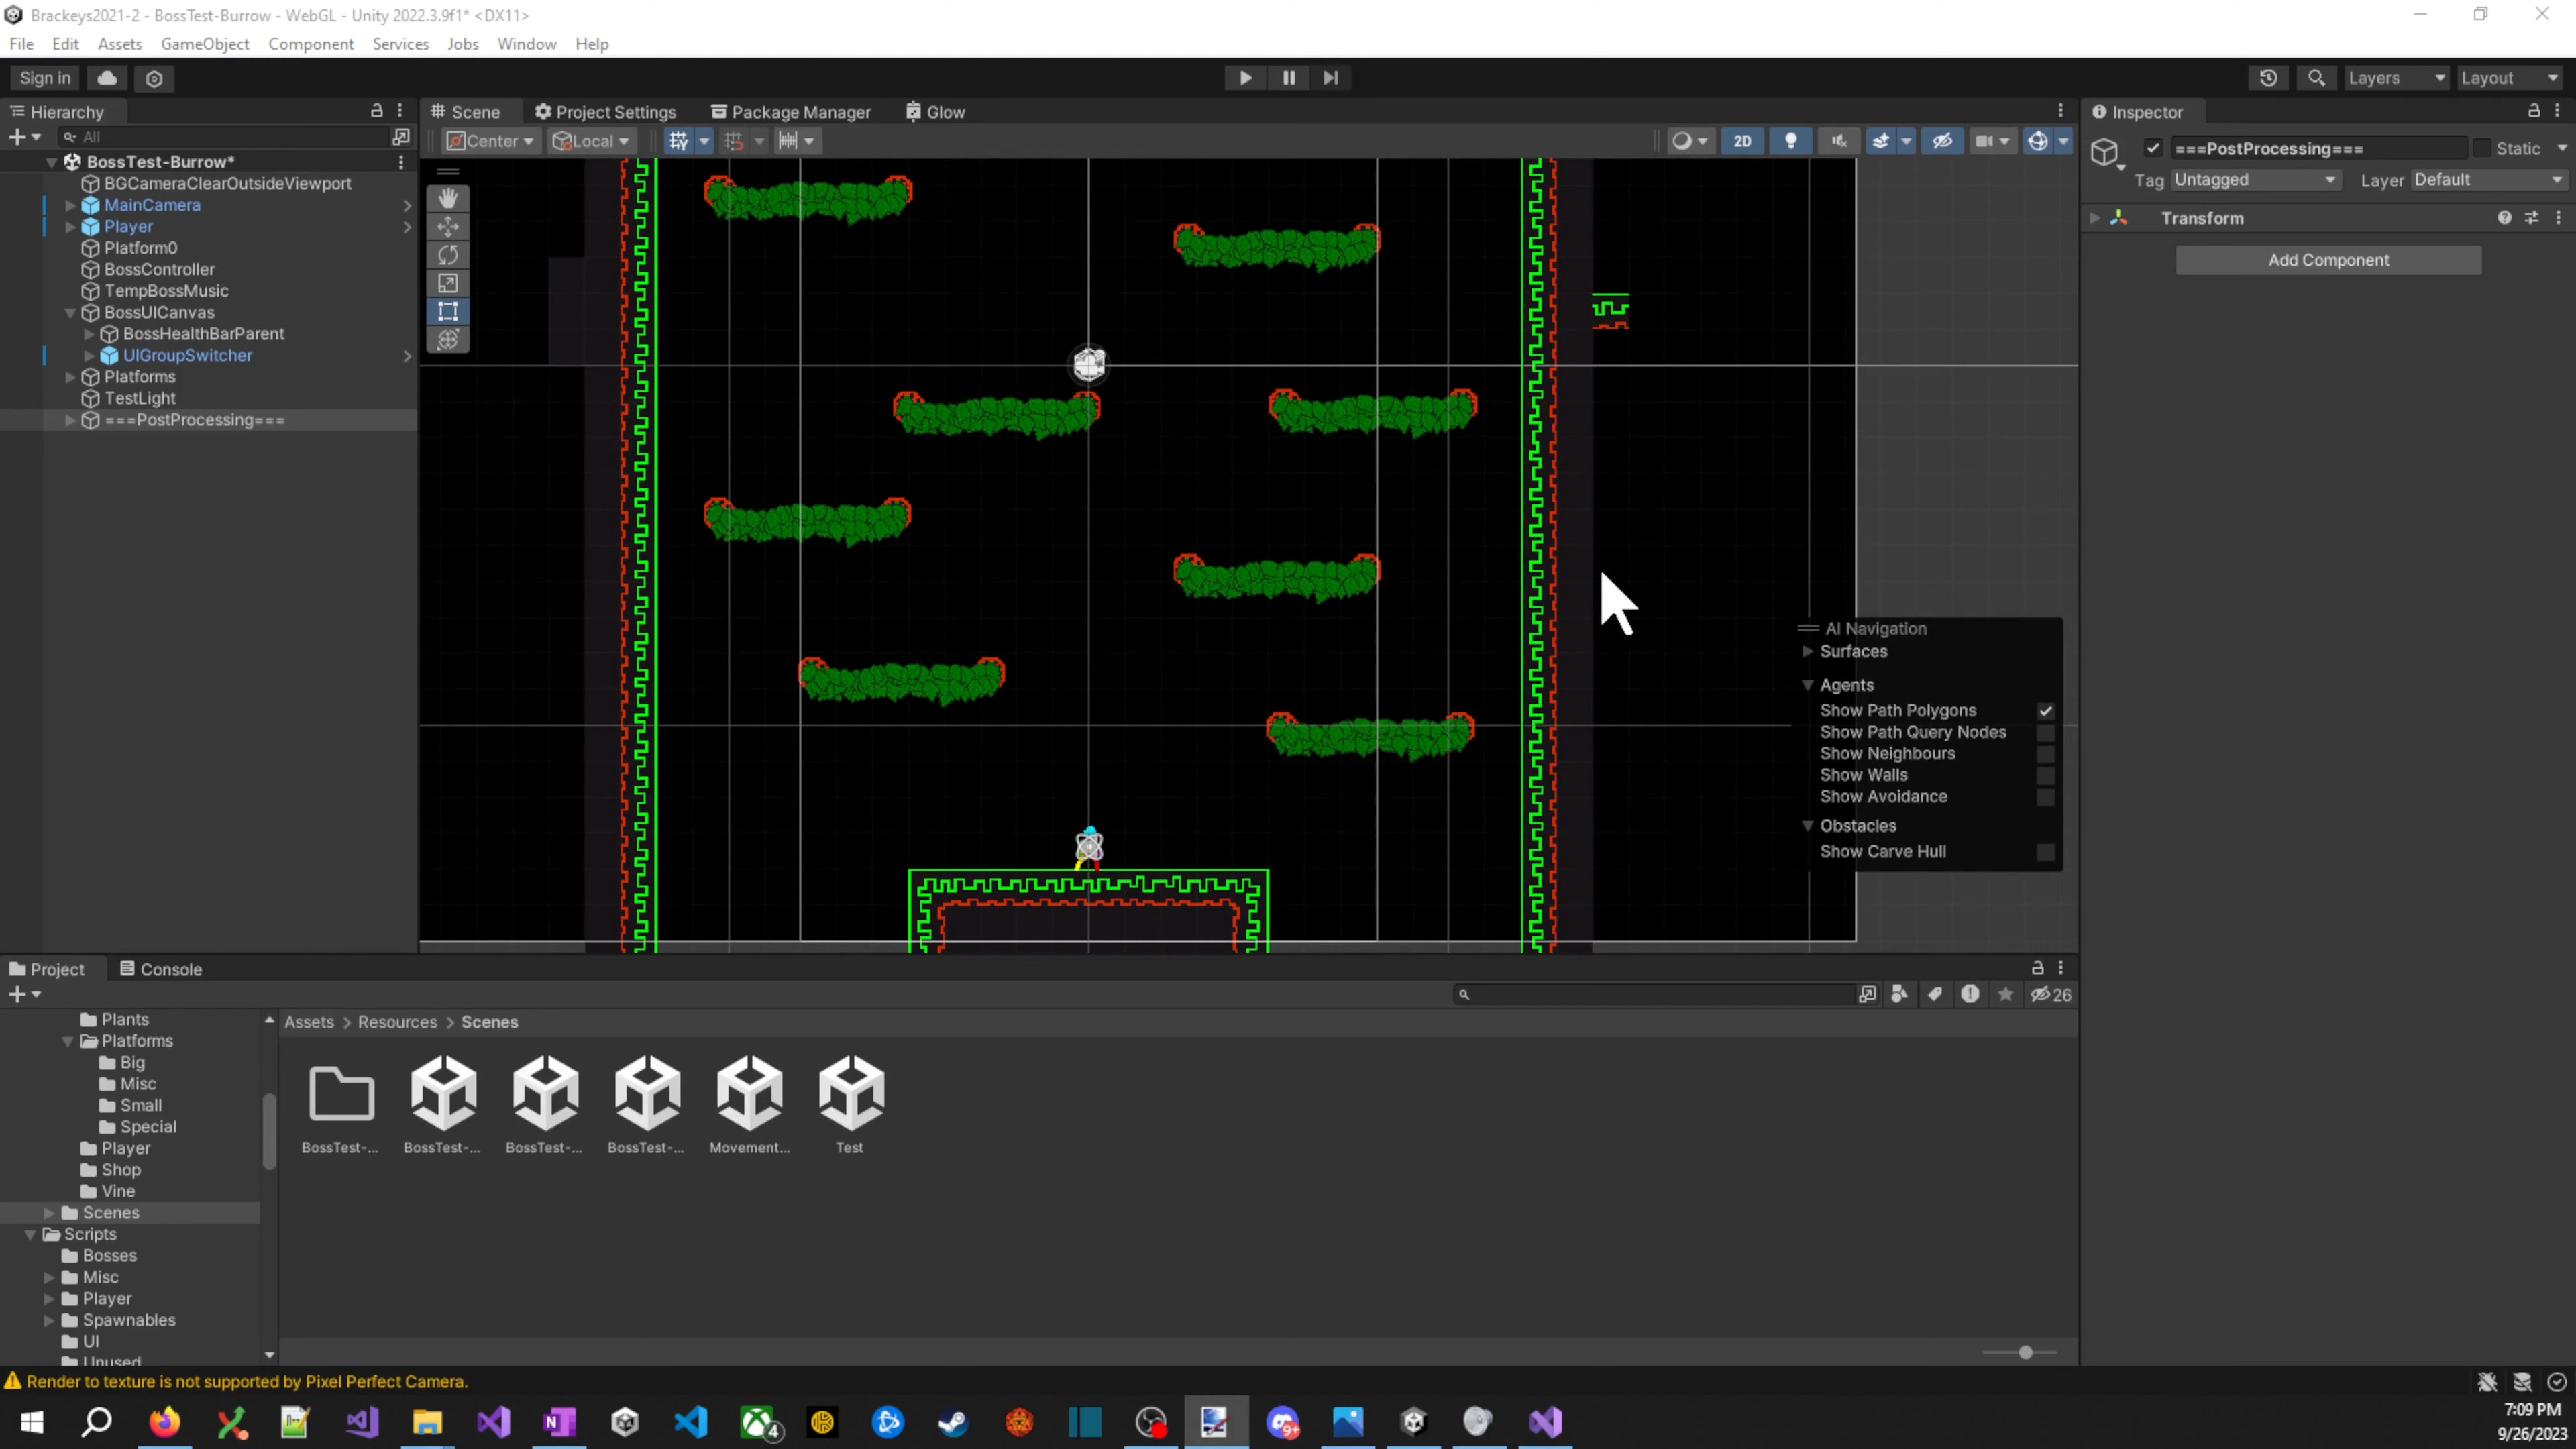 Brackeys2021-2 - BossTest-Burrow - WebGL - Unity 2022.3.9f1* <DX11>
File Edit Assets GameObject Component Services Jobs Window Help
Sign in
Layers
Layout
Hierarchy
Scene
Project Settings
Package Manager
Glow
Inspector
All
Center
Local
2D
===PostProcessing===
Static
Tag Untagged
Layer Default
Transform
Add Component
BossTest-Burrow*
BGCameraClearOutsideViewport
MainCamera
Player
Platform0
BossController
TempBossMusic
BossUICanvas
BossHealthBarParent
UIGroupSwitcher
Platforms
TestLight
===PostProcessing===
AI Navigation
Surfaces
Agents
Show Path Polygons
Show Path Query Nodes
Show Neighbours
Show Walls
Show Avoidance
Obstacles
Show Carve Hull
Project
Console
26
Plants
Platforms
Big
Misc
Small
Special
Player
Shop
Vine
Scenes
Scripts
Bosses
Misc
Player
Spawnables
UI
Unused
Assets > Resources > Scenes
BossTest-...
BossTest-...
BossTest-...
BossTest-...
Movement...
Test
Render to texture is not supported by Pixel Perfect Camera.
4
9+
7:09 PM
9/26/2023